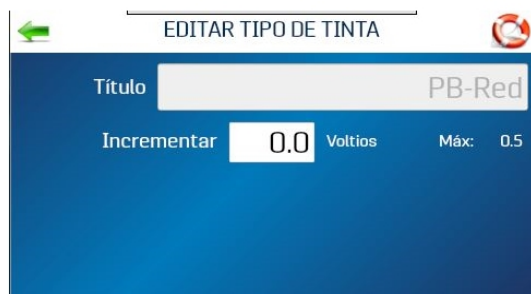 EDITAR TIPO DE TINTA
Título PB-Red
Incrementar 0.0 Voltios Máx: 0.5